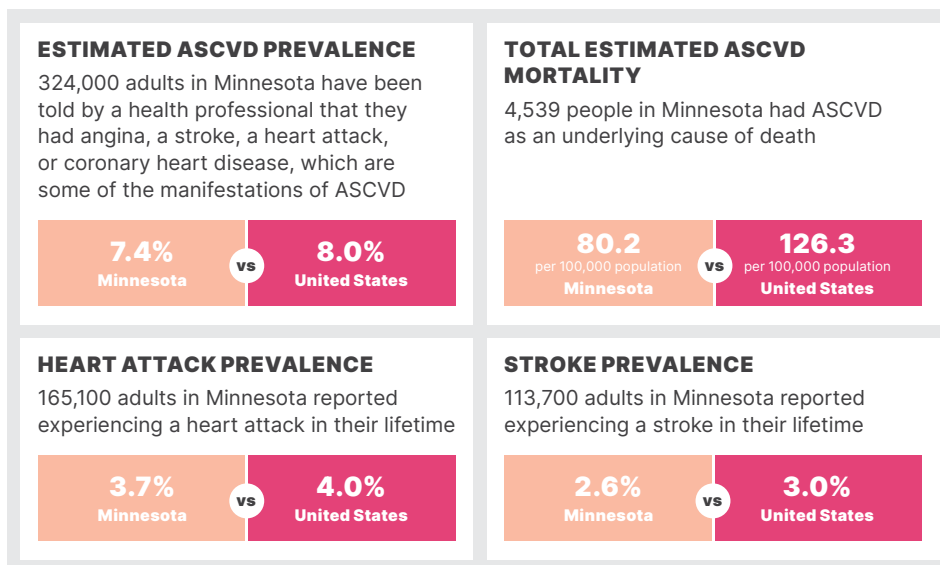 ESTIMATED ASCVD PREVALENCE
324,000 adults in Minnesota have been
told by a health professional that they
had angina, a stroke, a heart attack,
or coronary heart disease, which are
some of the manifestations of ASCVD
7.4%
Minnesota
vs
8.0%
United States
TOTAL ESTIMATED ASCVD
MORTALITY
4,539 people in Minnesota had ASCVD
as an underlying cause of death
80.2
per 100,000 population
Minnesota
vs
126.3
per 100,000 population
United States
HEART ATTACK PREVALENCE
165,100 adults in Minnesota reported
experiencing a heart attack in their lifetime
3.7%
Minnesota
vs
4.0%
United States
STROKE PREVALENCE
113,700 adults in Minnesota reported
experiencing a stroke in their lifetime
2.6%
Minnesota
vs
3.0%
United States